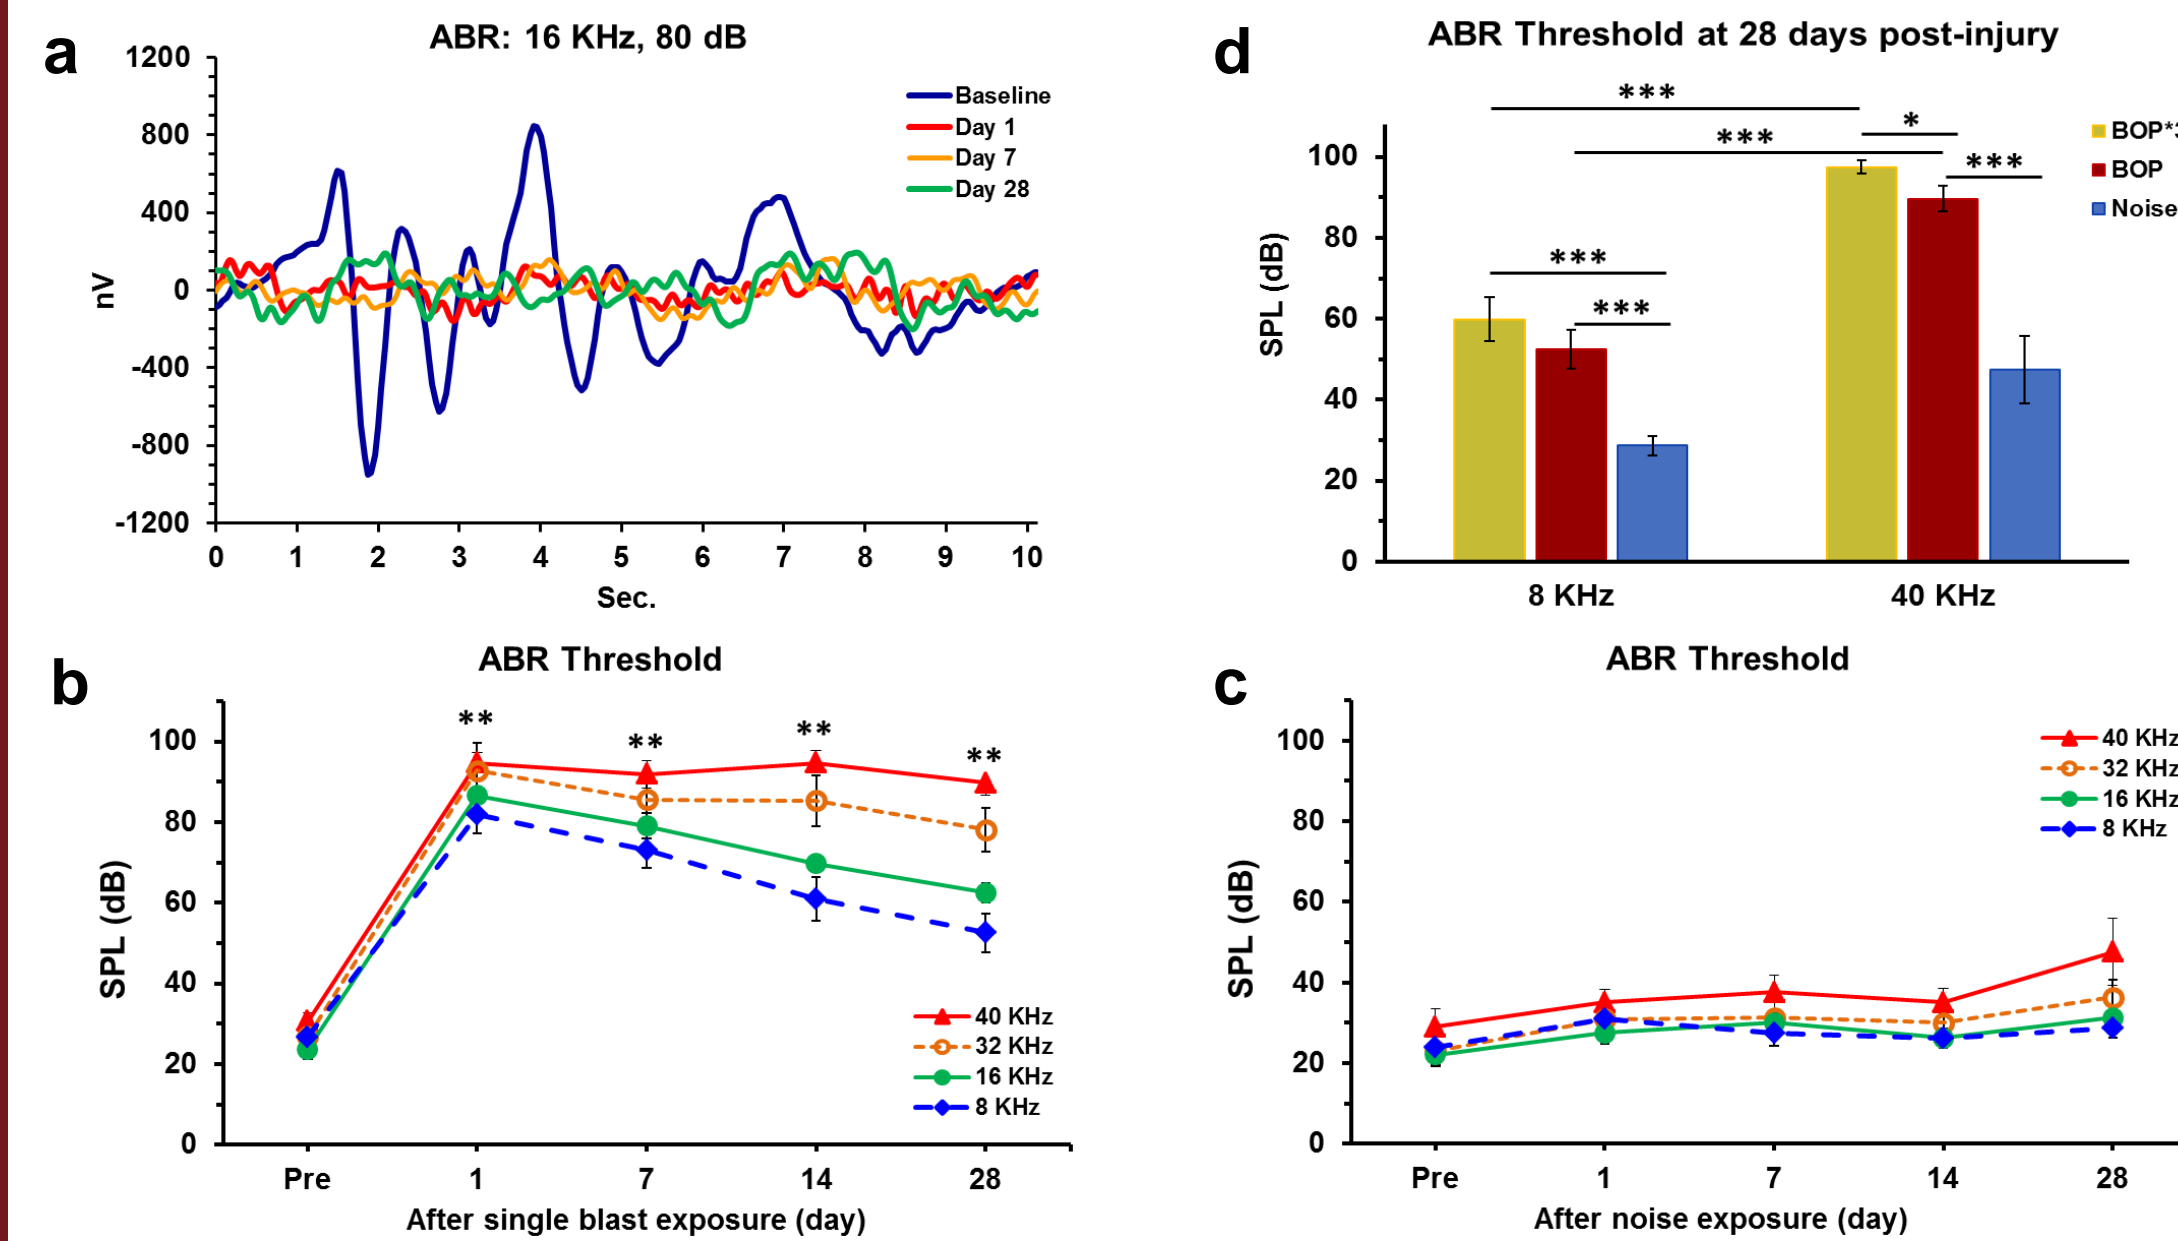 a
ABR: 16 KHz, 80 dB
1200
800
400
0
-400
-800
-1200
nV
Baseline
Day 1
Day 7
Day 28
0 1 2 3 4 5 6 7 8 9 10
Sec.
d
ABR Threshold at 28 days post-injury
***
***
*
***
***
***
100
80
60
40
20
0
SPL (dB)
BOP*3
BOP
Noise
8 KHz 40 KHz
b
ABR Threshold
** ** ** **
100
80
60
40
20
0
SPL (dB)
40 KHz
32 KHz
16 KHz
8 KHz
Pre 1 7 14 28
After single blast exposure (day)
c
ABR Threshold
100
80
60
40
20
0
SPL (dB)
40 KHz
32 KHz
16 KHz
8 KHz
Pre 1 7 14 28
After noise exposure (day)